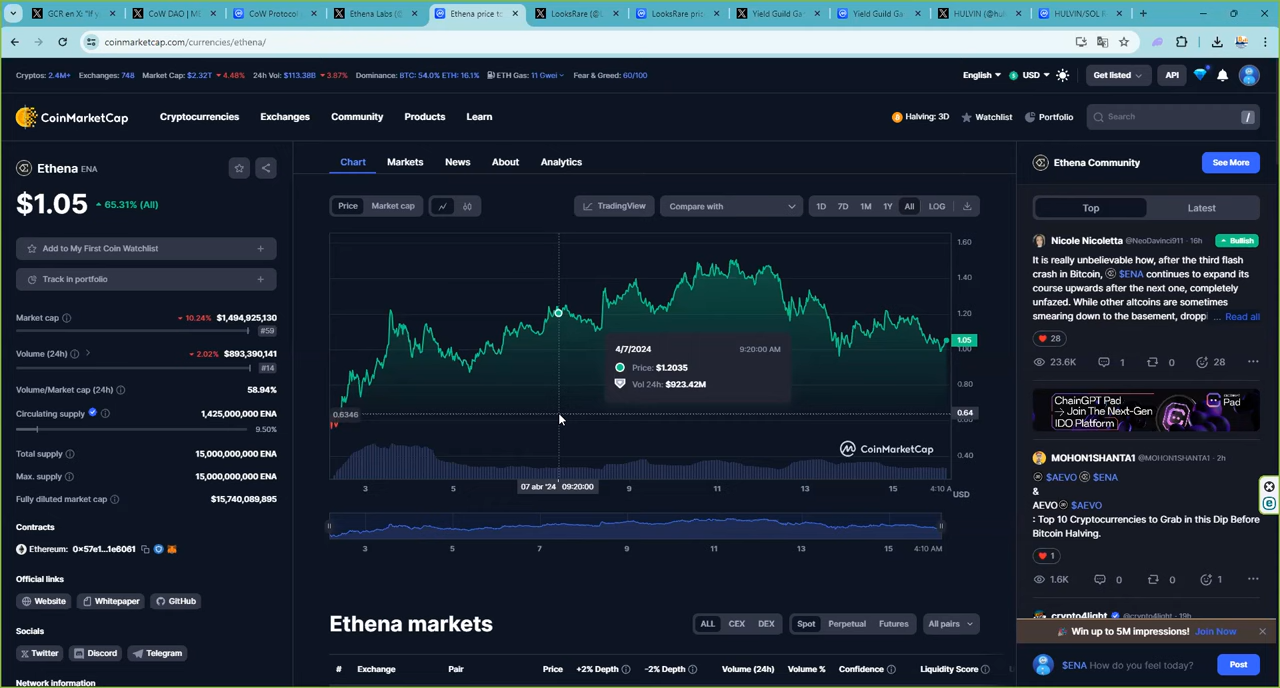 GCR en X: "If y
CoW DAO | M
CoW Protocol
Ethena Labs (
Ethena price to
LooksRare (@
LooksRare pric
Yield Guild Ga
Yield Guild Ga
HULVIN (@hu
HULVIN/SOL
coinmarketcap.com/currencies/ethena/
Cryptos: 2.4M+ Exchanges: 748 Market Cap: $2.32T 4.48% 24h Vol: $113.38B 3.87% Dominance: BTC: 54.0% ETH: 16.1% ETH Gas: 11 Gwei Fear & Greed: 60/100
English USD Get listed API
CoinMarketCap
Cryptocurrencies Exchanges Community Products Learn
Halving: 3D Watchlist Portfolio Search /
Ethena ENA
$1.05 65.31% (All)
Add to My First Coin Watchlist +
Track in portfolio +
Market cap 10.24% $1,494,925,130
#59
Volume (24h) 2.02% $893,390,141
#14
Volume/Market cap (24h) 58.94%
Circulating supply 1,425,000,000 ENA
9.50%
Total supply 15,000,000,000 ENA
Max. supply 15,000,000,000 ENA
Fully diluted market cap $15,740,089,895
Contracts
Ethereum: 0x57e1...1e6061
Official links
Website Whitepaper GitHub
Socials
Twitter Discord Telegram
Network information
Chart Markets News About Analytics
Price Market cap
TradingView Compare with 1D 7D 1M 1Y All LOG
1.60
1.40
1.20
1.05
1.00
0.80
0.64
0.60
0.40
0.6346
4/7/2024 9:20:00 AM
Price: $1.2035
Vol 24h: $923.42M
CoinMarketCap
3 5 07 abr '24 09:20:00 9 11 13 15 4:10 A
USD
3 5 7 9 11 13 15 4:10 AM
Ethena markets
ALL CEX DEX Spot Perpetual Futures All pairs
# Exchange Pair Price +2% Depth -2% Depth Volume (24h) Volume % Confidence Liquidity Score
Ethena Community See More
Top Latest
Nicole Nicoletta @NeoDavinci911 · 16h Bullish
It is really unbelievable how, after the third flash
crash in Bitcoin, $ENA continues to expand its
course upwards after the next one, completely
unfazed. While other altcoins are sometimes
smearing down to the basement, droppi ... Read all
28
23.6K 1 0 28
ChainGPT Pad
→ Join The Next-Gen
IDO Platform
Pad
MOHON1SHANTA1 @MOHON1SHANTA1 · 2h
$AEVO $ENA
&
AEVO $AEVO
: Top 10 Cryptocurrencies to Grab in this Dip Before
Bitcoin Halving.
1
1.6K 0 0 1
crypto4light @crypto4light · 19h
Win up to 5M impressions! Join Now
$ENA How do you feel today? Post